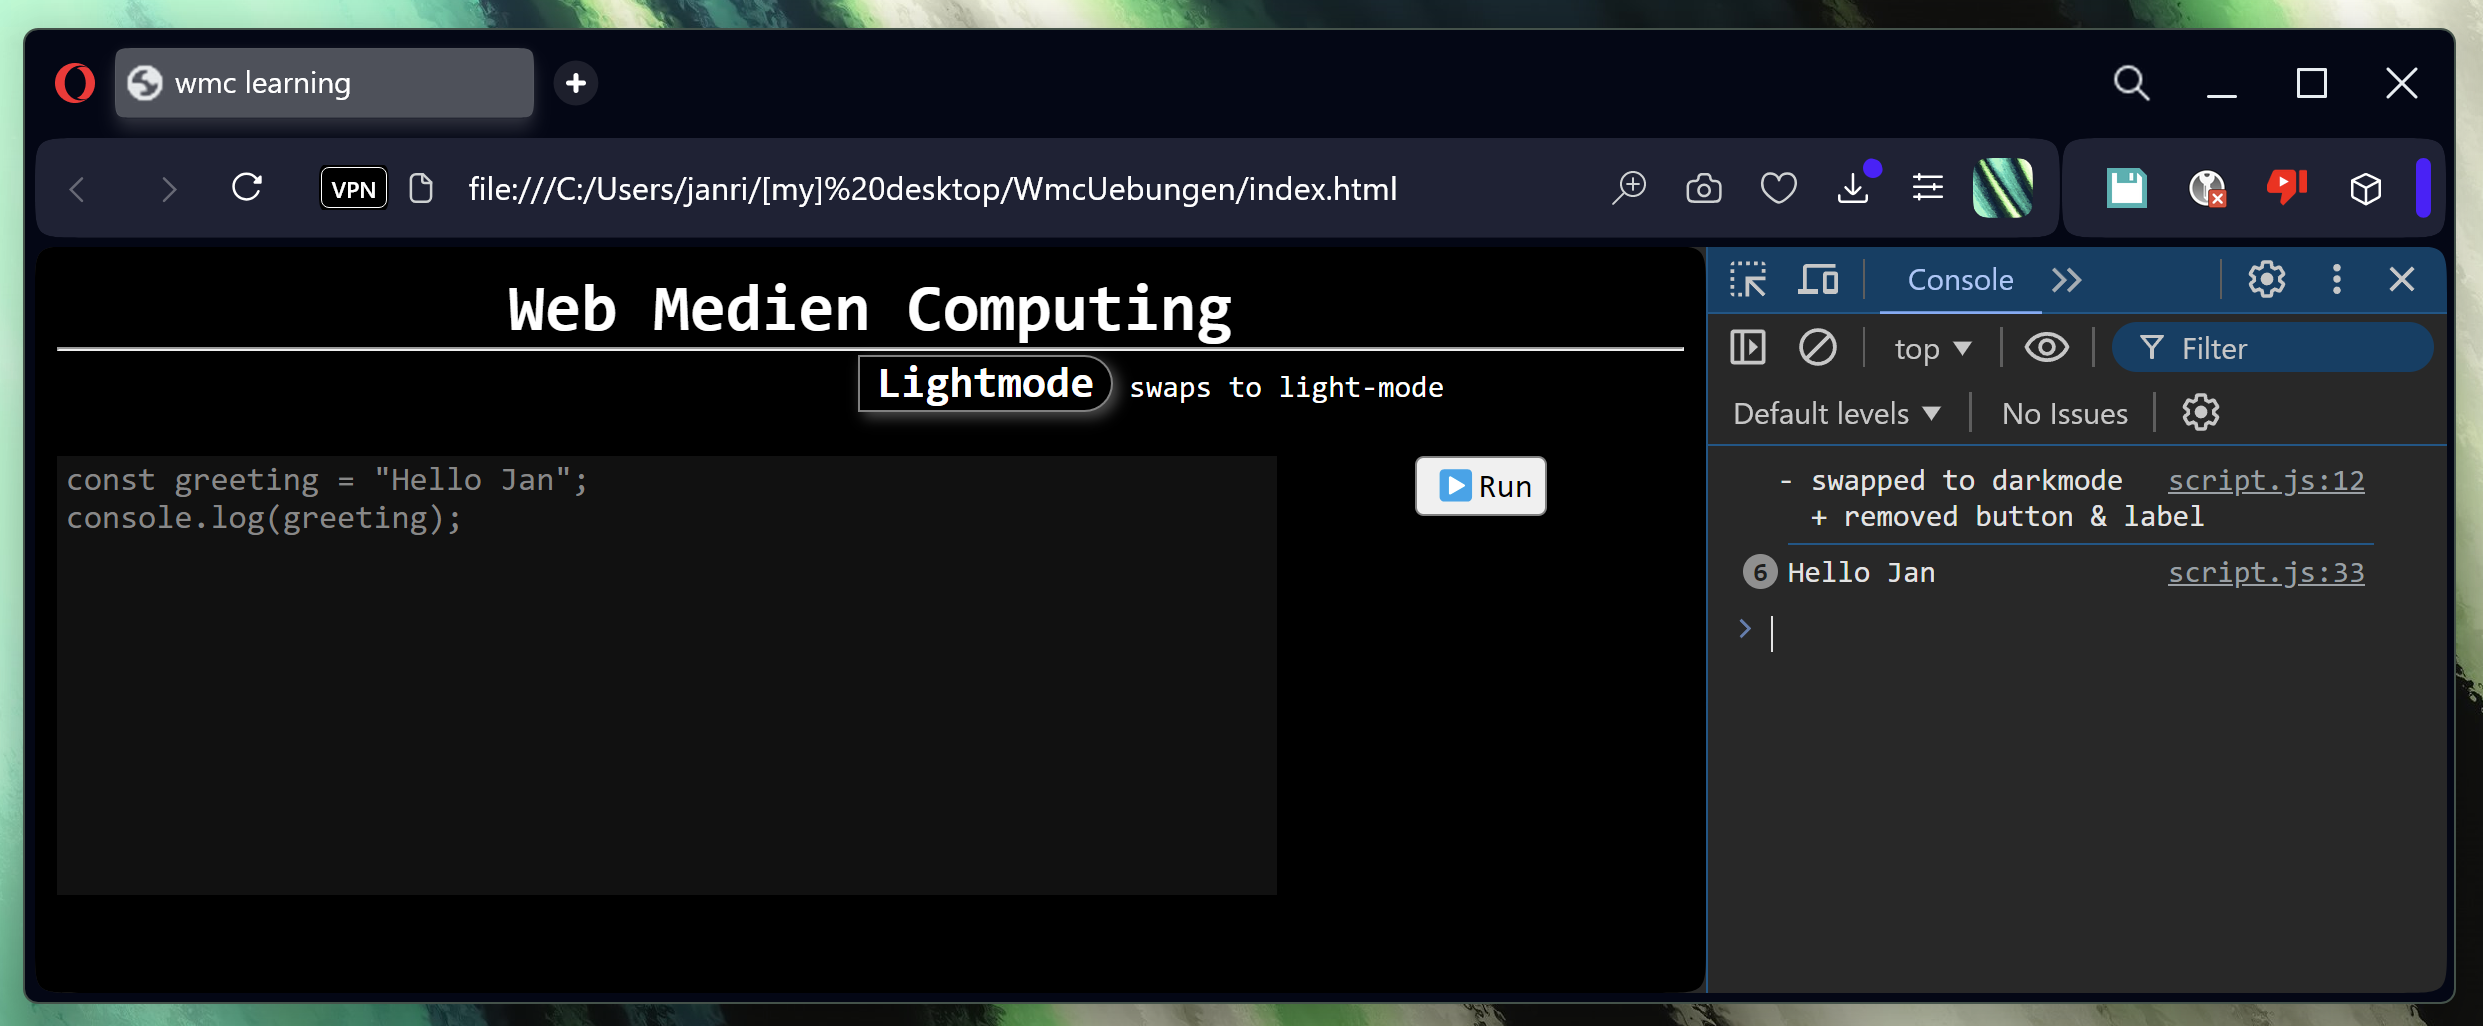 wmc learning
VPN
file:///C:/Users/janri/[my]%20desktop/WmcUebungen/index.html
Web Medien Computing
Lightmode swaps to light-mode
const greeting = "Hello Jan";
console.log(greeting);
Run
Console
top
Filter
Default levels
No Issues
- swapped to darkmode script.js:12
+ removed button & label
6 Hello Jan script.js:33
>